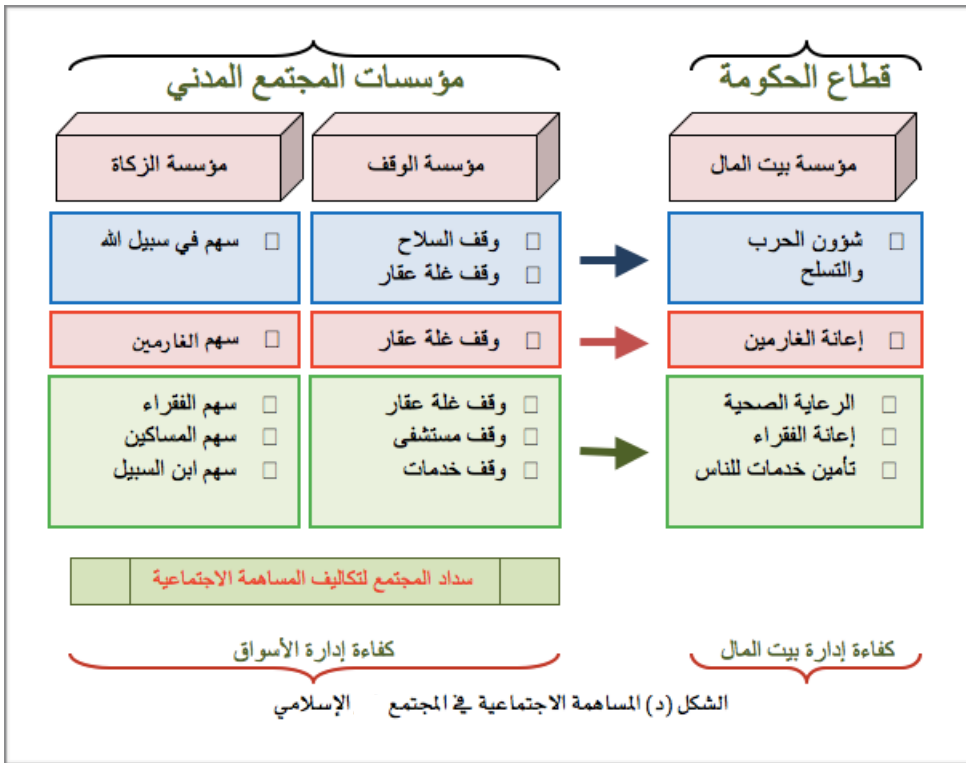 قطاع الحكومة
مؤسسات المجتمع المدني
مؤسسة بيت المال
مؤسسة الوقف
مؤسسة الزكاة
شؤون الحرب
والتسلح
وقف السلاح
وقف غلة عقار
سهم في سبيل الله
إعانة الغارمين
وقف غلة عقار
سهم الغارمين
الرعاية الصحية
إعانة الفقراء
تأمين خدمات للناس
وقف غلة عقار
وقف مستشفى
وقف خدمات
سهم الفقراء
سهم المساكين
سهم ابن السبيل
سداد المجتمع لتكاليف المساهمة الاجتماعية
كفاءة إدارة بيت المال
كفاءة إدارة الأسواق
الشكل (د) المساهمة الاجتماعية في المجتمع الإسلامي